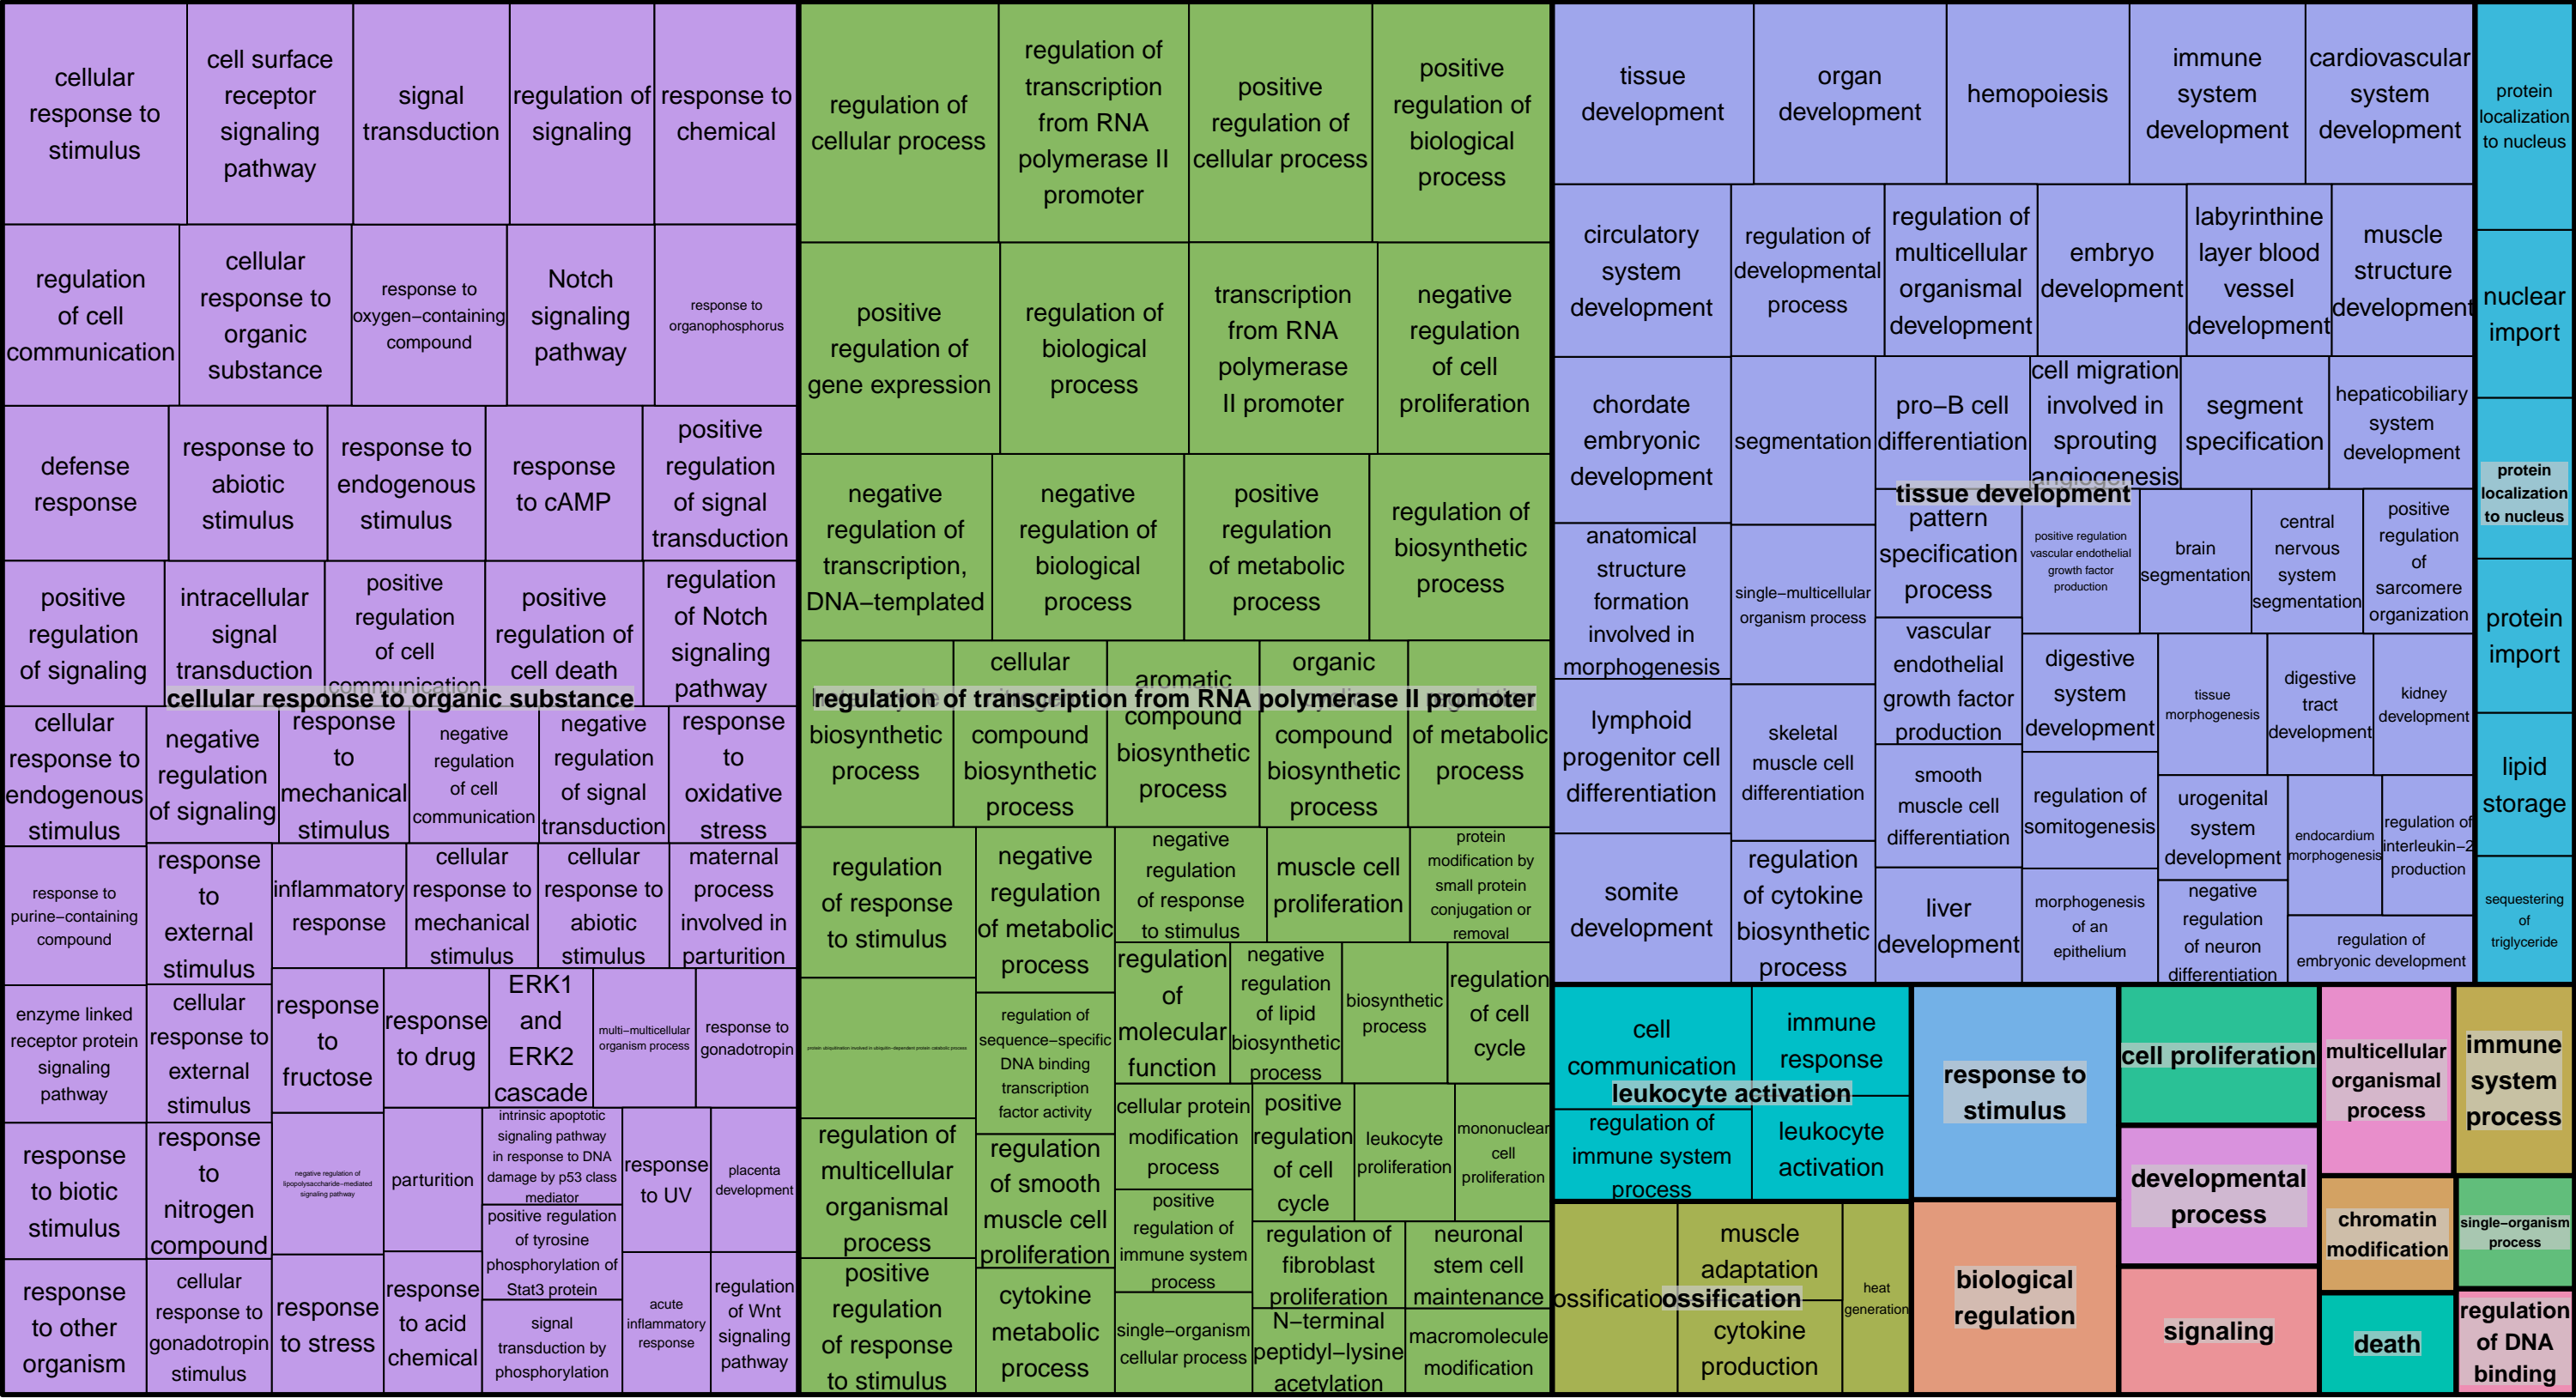 cellular
response to
stimulus
cell surface
receptor
signaling
pathway
signal
transduction
regulation of
signaling
response to
chemical
regulation
of cell
communication
cellular
response to
organic
substance
response to
oxygen−containing
compound
Notch
signaling
pathway
response to
organophosphorus
defense
response
response to
abiotic
stimulus
response to
endogenous
stimulus
response
to cAMP
positive
regulation
of signal
transduction
positive
regulation
of signaling
intracellular
signal
transduction
positive
regulation
of cell
communication
positive
regulation of
cell death
regulation
of Notch
signaling
pathway
cellular response to organic substance
cellular
response to
endogenous
stimulus
negative
regulation
of signaling
response
to
mechanical
stimulus
negative
regulation
of cell
communication
negative
regulation
of signal
transduction
response
to
oxidative
stress
response to
purine−containing
compound
response
to
external
stimulus
inflammatory
response
cellular
response to
mechanical
stimulus
cellular
response to
abiotic
stimulus
maternal
process
involved in
parturition
enzyme linked
receptor protein
signaling
pathway
cellular
response to
external
stimulus
response
to
fructose
response
to drug
ERK1
and
ERK2
cascade
multi−multicellular
organism process
response to
gonadotropin
response
to biotic
stimulus
response
to
nitrogen
compound
negative regulation of
lipopolysaccharide−mediated
signaling pathway
parturition
intrinsic apoptotic
signaling pathway
in response to DNA
damage by p53 class
mediator
response
to UV
placenta
development
positive regulation
of tyrosine
phosphorylation of
Stat3 protein
response
to other
organism
cellular
response to
gonadotropin
stimulus
response
to stress
response
to acid
chemical
signal
transduction by
phosphorylation
acute
inflammatory
response
regulation
of Wnt
signaling
pathway
regulation of
cellular process
regulation of
transcription
from RNA
polymerase II
promoter
positive
regulation of
cellular process
positive
regulation of
biological
process
positive
regulation of
gene expression
regulation of
biological
process
transcription
from RNA
polymerase
II promoter
negative
regulation
of cell
proliferation
negative
regulation of
transcription,
DNA−templated
negative
regulation of
biological
process
positive
regulation
of metabolic
process
regulation of
biosynthetic
process
regulation of transcription from RNA polymerase II promoter
biosynthetic
process
cellular
compound
biosynthetic
process
aromatic
compound
biosynthetic
process
organic
compound
biosynthetic
process
of metabolic
process
regulation
of response
to stimulus
negative
regulation
of metabolic
process
negative
regulation
of response
to stimulus
muscle cell
proliferation
protein
modification by
small protein
conjugation or
removal
protein ubiquitination involved in ubiquitin−dependent protein catabolic process
regulation of
sequence−specific
DNA binding
transcription
factor activity
regulation
of
molecular
function
negative
regulation
of lipid
biosynthetic
process
biosynthetic
process
regulation
of cell
cycle
regulation of
multicellular
organismal
process
regulation
of smooth
muscle cell
proliferation
cellular protein
modification
process
positive
regulation
of cell
cycle
leukocyte
proliferation
mononuclear
cell
proliferation
positive
regulation of
immune system
process
regulation of
fibroblast
proliferation
neuronal
stem cell
maintenance
positive
regulation
of response
to stimulus
cytokine
metabolic
process
single−organism
cellular process
N−terminal
peptidyl−lysine
acetylation
macromolecule
modification
tissue
development
organ
development
hemopoiesis
immune
system
development
cardiovascular
system
development
circulatory
system
development
regulation of
developmental
process
regulation of
multicellular
organismal
development
embryo
development
labyrinthine
layer blood
vessel
development
muscle
structure
development
chordate
embryonic
development
segmentation
pro−B cell
differentiation
cell migration
involved in
sprouting
angiogenesis
segment
specification
hepaticobiliary
system
development
tissue development
anatomical
structure
formation
involved in
morphogenesis
single−multicellular
organism process
pattern
specification
process
positive regulation
vascular endothelial
growth factor
production
brain
segmentation
central
nervous
system
segmentation
positive
regulation
of
sarcomere
organization
vascular
endothelial
growth factor
production
digestive
system
development
tissue
morphogenesis
digestive
tract
development
kidney
development
lymphoid
progenitor cell
differentiation
skeletal
muscle cell
differentiation
smooth
muscle cell
differentiation
regulation of
somitogenesis
urogenital
system
development
endocardium
morphogenesis
regulation of
interleukin−2
production
somite
development
regulation
of cytokine
biosynthetic
process
liver
development
morphogenesis
of an
epithelium
negative
regulation
of neuron
differentiation
regulation of
embryonic development
protein
localization
to nucleus
nuclear
import
protein
localization
to nucleus
protein
import
lipid
storage
sequestering
of
triglyceride
cell
communication
immune
response
leukocyte activation
regulation of
immune system
process
leukocyte
activation
ossification
muscle
adaptation
ossification
cytokine
production
heat
generation
response to
stimulus
biological
regulation
cell proliferation
developmental
process
signaling
multicellular
organismal
process
chromatin
modification
death
immune
system
process
single−organism
process
regulation
of DNA
binding